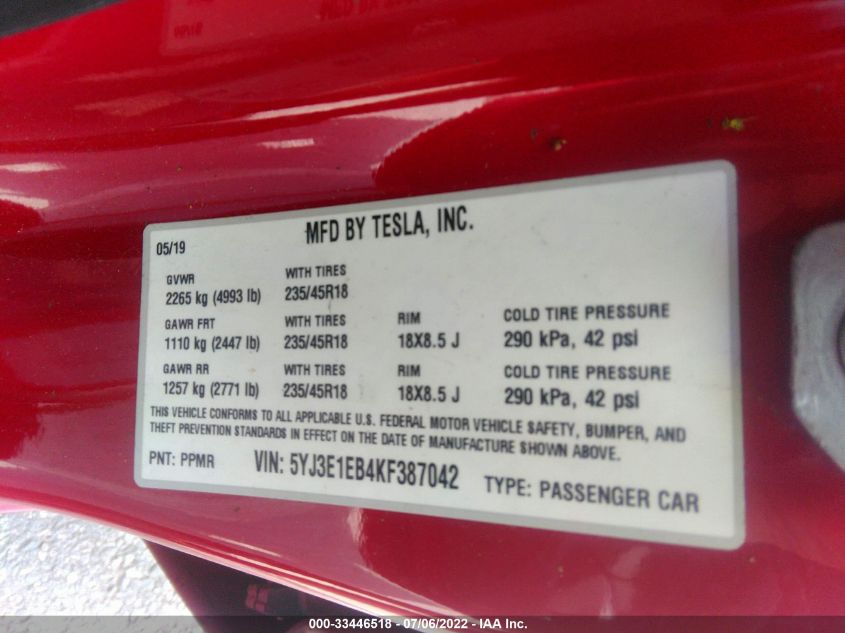 MFD BY TESLA, INC.
05/19
GVWR WITH TIRES
2265 kg (4993 lb) 235/45R18
GAWR FRT WITH TIRES RIM COLD TIRE PRESSURE
1110 kg (2447 lb) 235/45R18 18X8.5 J 290 kPa, 42 psi
GAWR RR WITH TIRES RIM COLD TIRE PRESSURE
1257 kg (2771 lb) 235/45R18 18X8.5 J 290 kPa, 42 psi
THIS VEHICLE CONFORMS TO ALL APPLICABLE U.S. FEDERAL MOTOR VEHICLE SAFETY, BUMPER, AND
THEFT PREVENTION STANDARDS IN EFFECT ON THE DATE OF MANUFACTURE SHOWN ABOVE.
PNT: PPMR VIN: 5YJ3E1EB4KF387042 TYPE: PASSENGER CAR
000-33446518 - 07/06/2022 - IAA Inc.